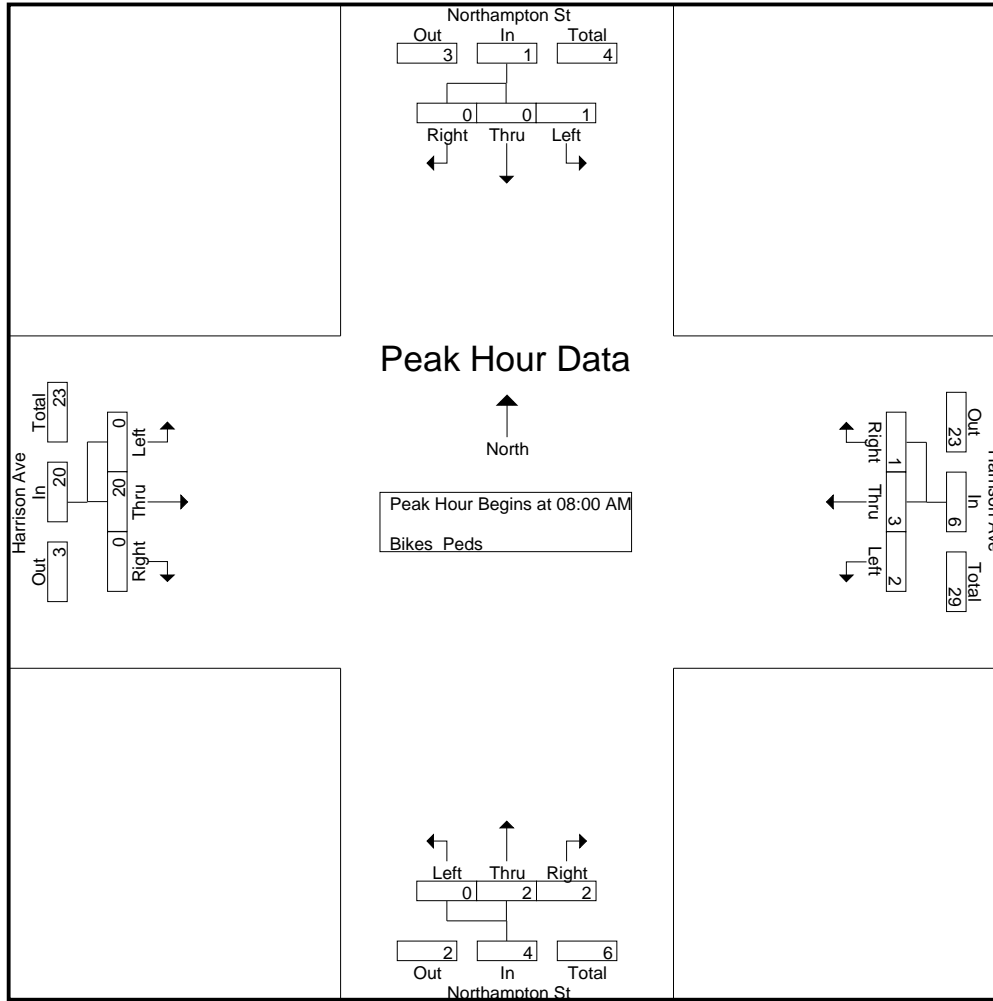 Northampton St
Out In Total
3 1 4
0 0 1
Right Thru Left
Peak Hour Data
North
Peak Hour Begins at 08:00 AM
Bikes Peds
Harrison Ave
Total In Out
23 20 3
0 20 0
Left Thru Right
Harrison Ave
Out In Total
23 6 29
1 3 2
Right Thru Left
Left Thru Right
0 2 2
2 4 6
Out In Total
Northampton St